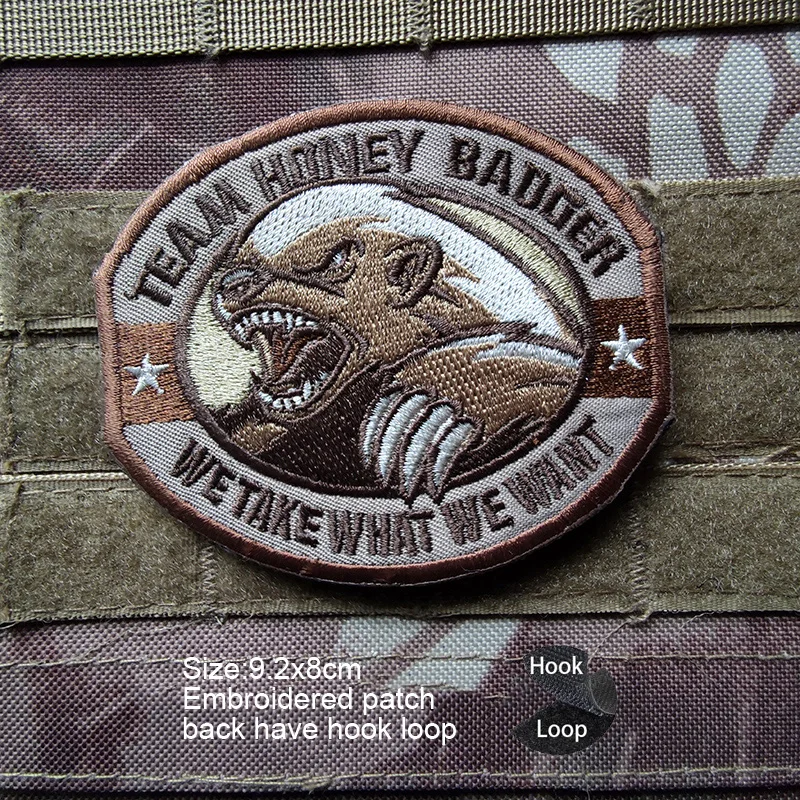 TEAM HONEY BADGER
WE TAKE WHAT WE WANT
Size:9.2x8cm
Embroidered patch
back have hook loop
Hook
Loop